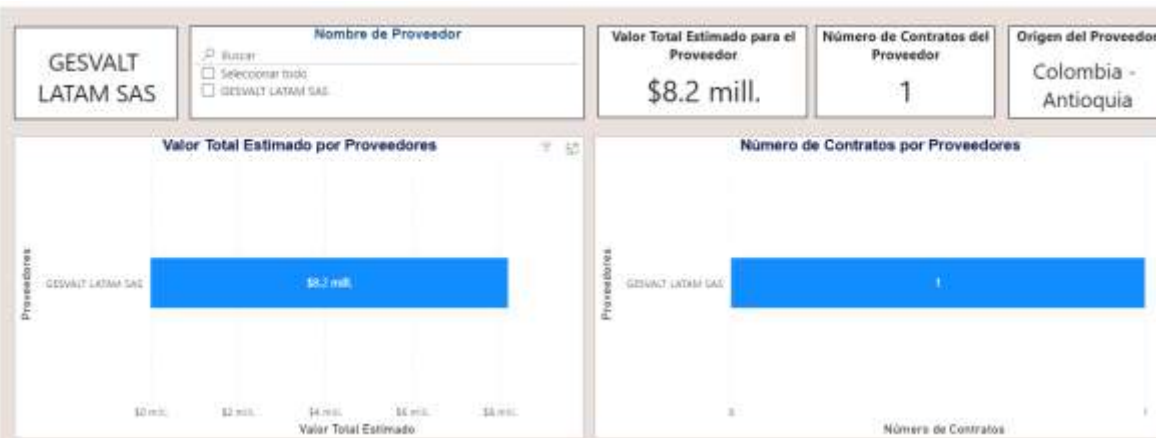 GESVALT
LATAM SAS
Nombre de Proveedor
Buscar
Seleccionar todo
GESVALT LATAM SAS
Valor Total Estimado para el
Proveedor
$8.2 mill.
Número de Contratos del
Proveedor
1
Origen del Proveedor
Colombia -
Antioquia
Valor Total Estimado por Proveedores
Proveedores
GESVALT LATAM SAS
$8.2 mill.
$0 mill.
$2 mill.
$4 mill.
$6 mill.
$8 mill.
Valor Total Estimado
Número de Contratos por Proveedores
Proveedores
GESVALT LATAM SAS
1
0
1
Número de Contratos